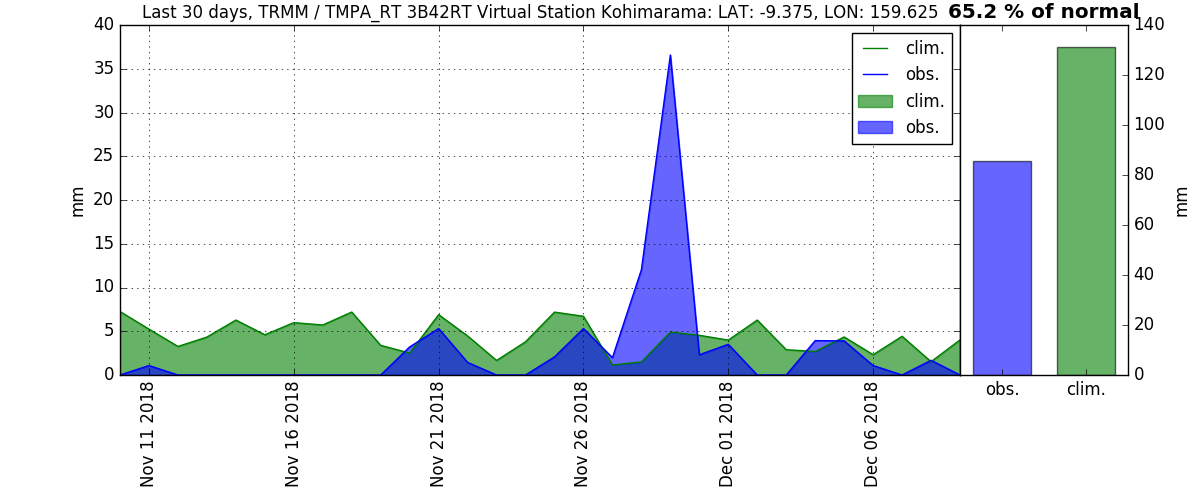 Last 30 days, TRMM / TMPA_RT 3B42RT Virtual Station Kohimarama: LAT: -9.375, LON: 159.625
65.2 % of normal
40
35
30
25
20
15
10
5
0
mm
clim.
obs.
clim.
obs.
Nov 11 2018
Nov 16 2018
Nov 21 2018
Nov 26 2018
Dec 01 2018
Dec 06 2018
140
120
100
80
60
40
20
0
mm
obs.
clim.